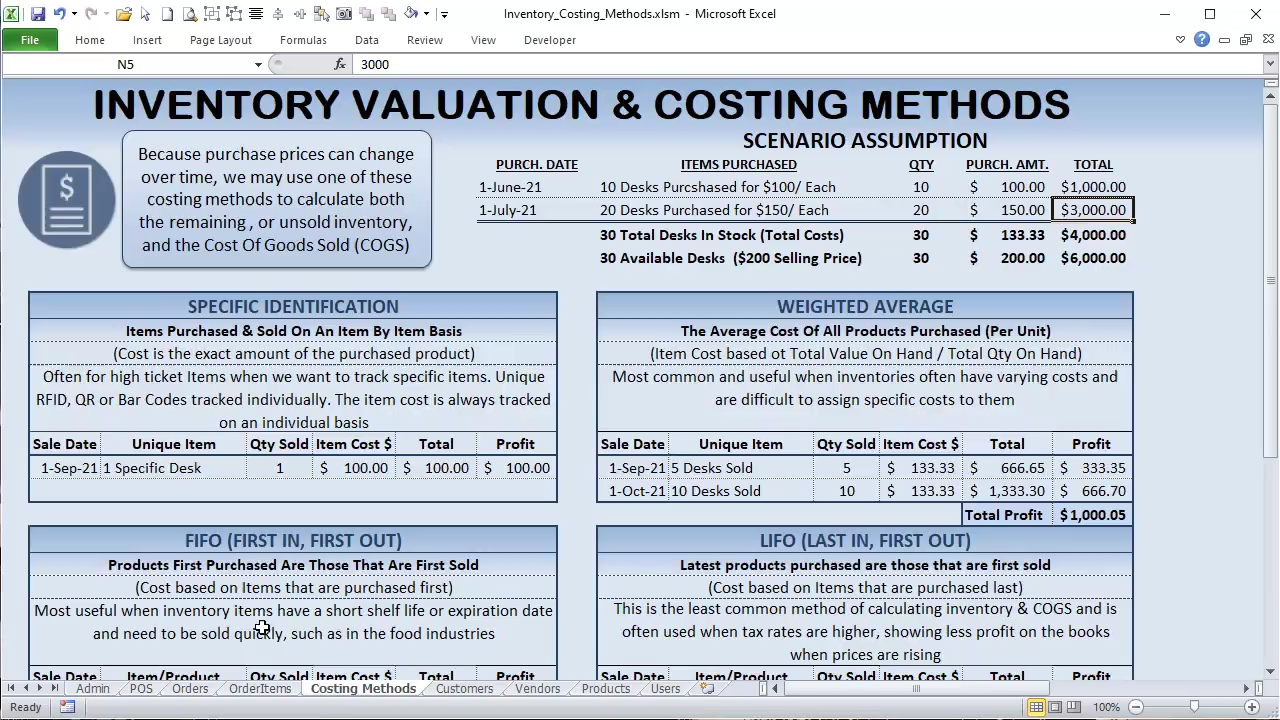 Inventory_Costing_Methods.xlsm - Microsoft Excel
File Home Insert Page Layout Formulas Data Review View Developer
N5 fx 3000
INVENTORY VALUATION & COSTING METHODS
Because purchase prices can change
over time, we may use one of these
costing methods to calculate both
the remaining , or unsold inventory,
and the Cost Of Goods Sold (COGS)
SCENARIO ASSUMPTION
PURCH. DATE ITEMS PURCHASED QTY PURCH. AMT. TOTAL
1-June-21 10 Desks Purcshased for $100/ Each 10 $ 100.00 $1,000.00
1-July-21 20 Desks Purchased for $150/ Each 20 $ 150.00 $3,000.00
30 Total Desks In Stock (Total Costs) 30 $ 133.33 $4,000.00
30 Available Desks ($200 Selling Price) 30 $ 200.00 $6,000.00
SPECIFIC IDENTIFICATION
Items Purchased & Sold On An Item By Item Basis
(Cost is the exact amount of the purchased product)
Often for high ticket Items when we want to track specific items. Unique
RFID, QR or Bar Codes tracked individually. The item cost is always tracked
on an individual basis
Sale Date Unique Item Qty Sold Item Cost $ Total Profit
1-Sep-21 1 Specific Desk 1 $ 100.00 $ 100.00 $ 100.00
WEIGHTED AVERAGE
The Average Cost Of All Products Purchased (Per Unit)
(Item Cost based ot Total Value On Hand / Total Qty On Hand)
Most common and useful when inventories often have varying costs and
are difficult to assign specific costs to them
Sale Date Unique Item Qty Sold Item Cost $ Total Profit
1-Sep-21 5 Desks Sold 5 $ 133.33 $ 666.65 $ 333.35
1-Oct-21 10 Desks Sold 10 $ 133.33 $ 1,333.30 $ 666.70
Total Profit $1,000.05
FIFO (FIRST IN, FIRST OUT)
Products First Purchased Are Those That Are First Sold
(Cost based on Items that are purchased first)
Most useful when inventory items have a short shelf life or expiration date
and need to be sold quickly, such as in the food industries
Sale Date Item/Product Qty Sold Item Cost $ Total Profit
LIFO (LAST IN, FIRST OUT)
Latest products purchased are those that are first sold
(Cost based on Items that are purchased last)
This is the least common method of calculating inventory & COGS and is
often used when tax rates are higher, showing less profit on the books
when prices are rising
Sale Date Item/Product Qty Sold Item Cost $ Total Profit
Admin POS Orders OrderItems Costing Methods Customers Vendors Products Users
Ready 100%